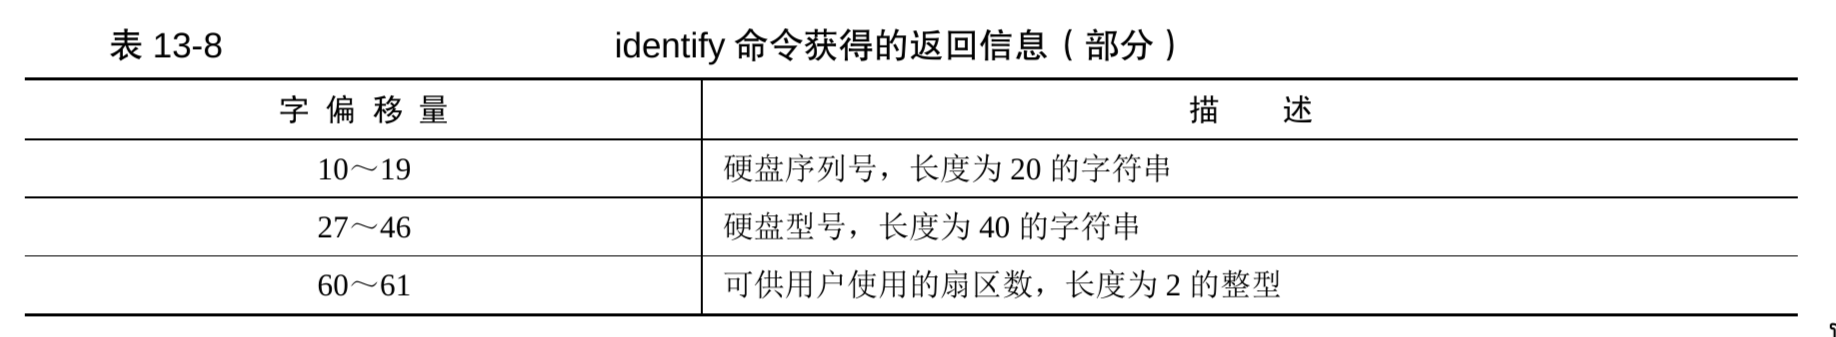 表 13-8 identify 命令获得的返回信息（部分）
字 偏 移 量 描 述
10～19 硬盘序列号，长度为 20 的字符串
27～46 硬盘型号，长度为 40 的字符串
60～61 可供用户使用的扇区数，长度为 2 的整型